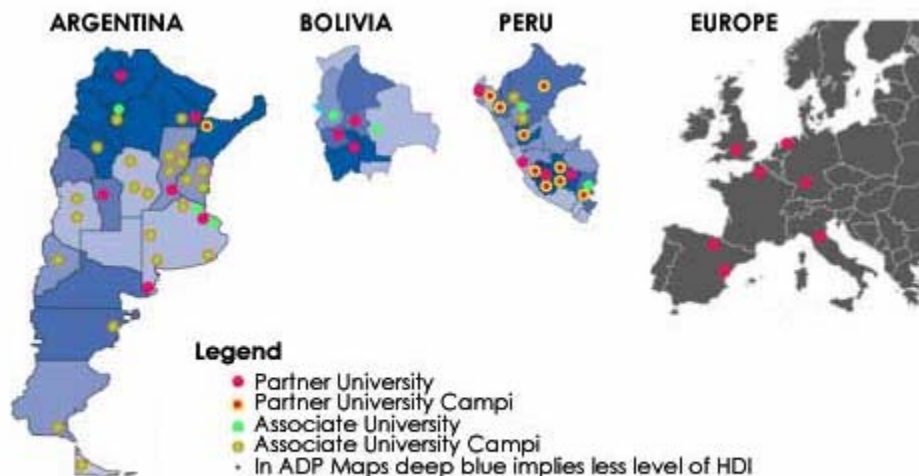 ARGENTINA BOLIVIA PERU EUROPE
Legend
Partner University
Partner University Campi
Associate University
Associate University Campi
In ADP Maps deep blue implies less level of HDI